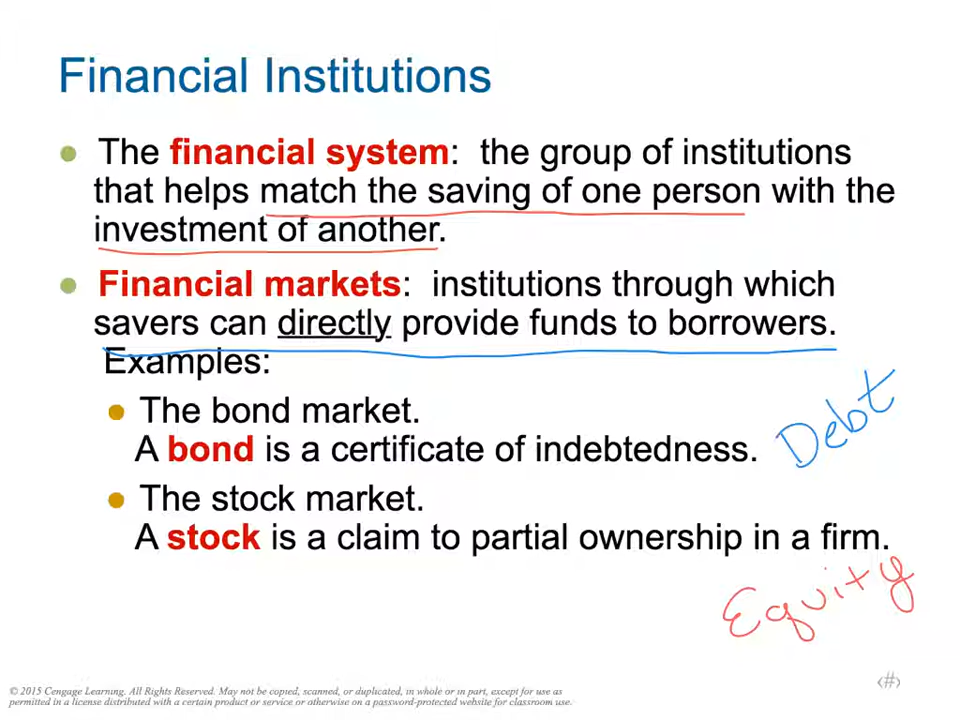 Financial Institutions
The financial system: the group of institutions
that helps match the saving of one person with the
investment of another.
Financial markets: institutions through which
savers can directly provide funds to borrowers.
Examples:
The bond market.
A bond is a certificate of indebtedness.
Debt
The stock market.
A stock is a claim to partial ownership in a firm.
Equity
© 2015 Cengage Learning. All Rights Reserved. May not be copied, scanned, or duplicated, in whole or in part, except for use as
permitted in a license distributed with a certain product or service or otherwise on a password-protected website for classroom use.
‹#›